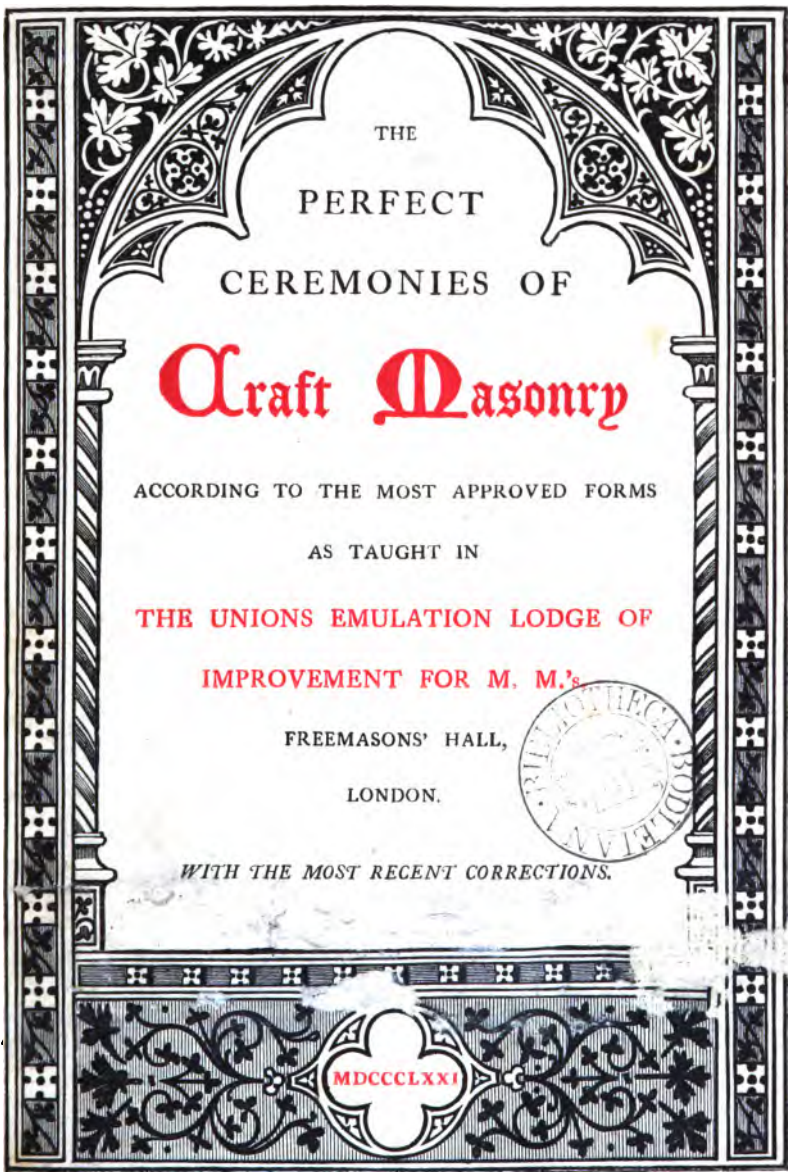 THE
PERFECT
CEREMONIES OF
Craft Masonry
ACCORDING TO THE MOST APPROVED FORMS
AS TAUGHT IN
THE UNIONS EMULATION LODGE OF
IMPROVEMENT FOR M. M.'s,
FREEMASONS' HALL,
LONDON.
BIBLIOTHECA BODLEIANA
WITH THE MOST RECENT CORRECTIONS.
MDCCCLXXI